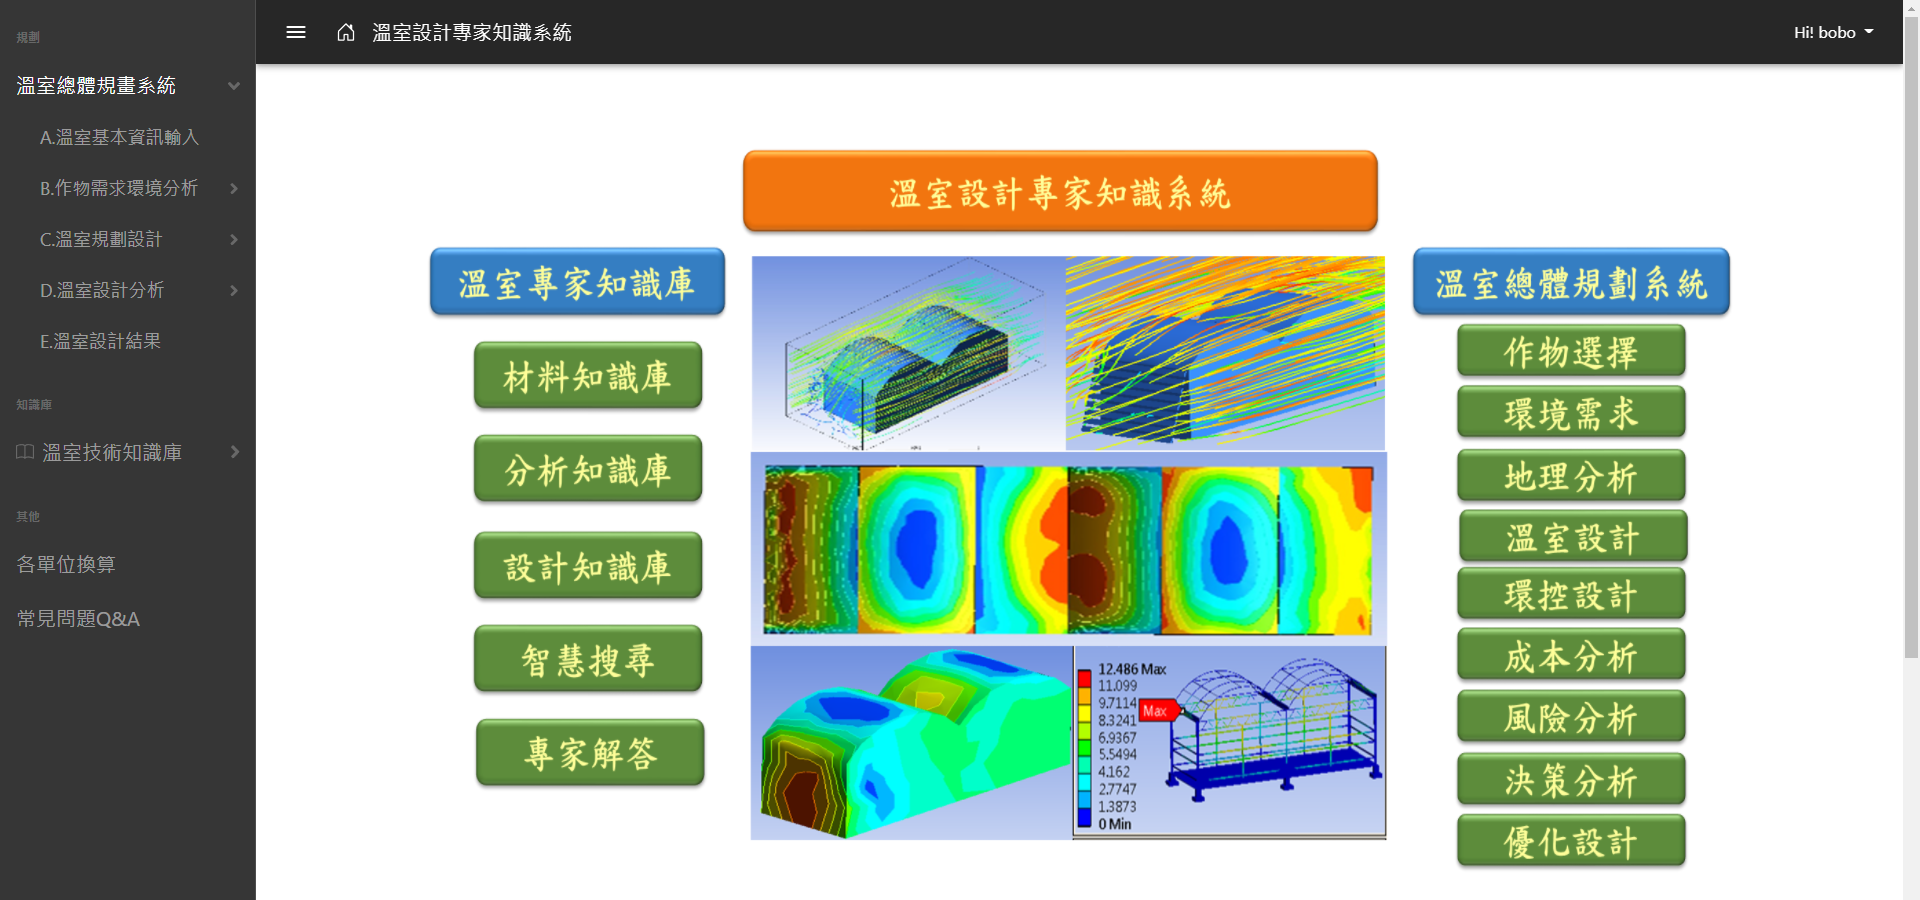 規劃
溫室總體規畫系統
A.溫室基本資訊輸入
B.作物需求環境分析
C.溫室規劃設計
D.溫室設計分析
E.溫室設計結果
知識庫
溫室技術知識庫
其他
各單位換算
常見問題Q&A
溫室設計專家知識系統
Hi! bobo
溫室設計專家知識系統
溫室專家知識庫
材料知識庫
分析知識庫
設計知識庫
智慧搜尋
專家解答
12.486 Max
11.099
9.7114
8.3241
6.9367
5.5494
4.162
2.7747
1.3873
0 Min
Max
溫室總體規劃系統
作物選擇
環境需求
地理分析
溫室設計
環控設計
成本分析
風險分析
決策分析
優化設計